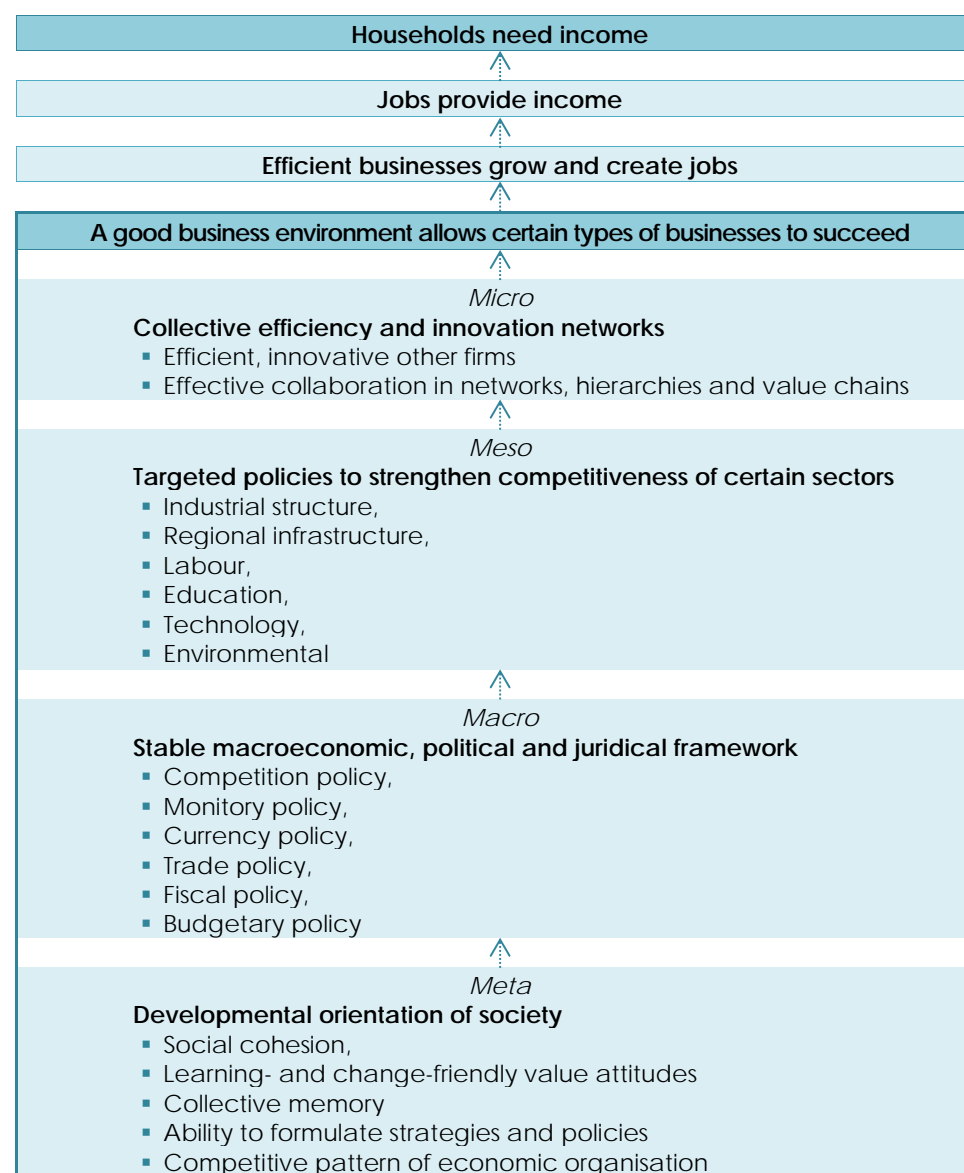 Households need income
Jobs provide income
Efficient businesses grow and create jobs
A good business environment allows certain types of businesses to succeed
Micro
Collective efficiency and innovation networks
▪ Efficient, innovative other firms
▪ Effective collaboration in networks, hierarchies and value chains
Meso
Targeted policies to strengthen competitiveness of certain sectors
▪ Industrial structure,
▪ Regional infrastructure,
▪ Labour,
▪ Education,
▪ Technology,
▪ Environmental
Macro
Stable macroeconomic, political and juridical framework
▪ Competition policy,
▪ Monitory policy,
▪ Currency policy,
▪ Trade policy,
▪ Fiscal policy,
▪ Budgetary policy
Meta
Developmental orientation of society
▪ Social cohesion,
▪ Learning- and change-friendly value attitudes
▪ Collective memory
▪ Ability to formulate strategies and policies
▪ Competitive pattern of economic organisation